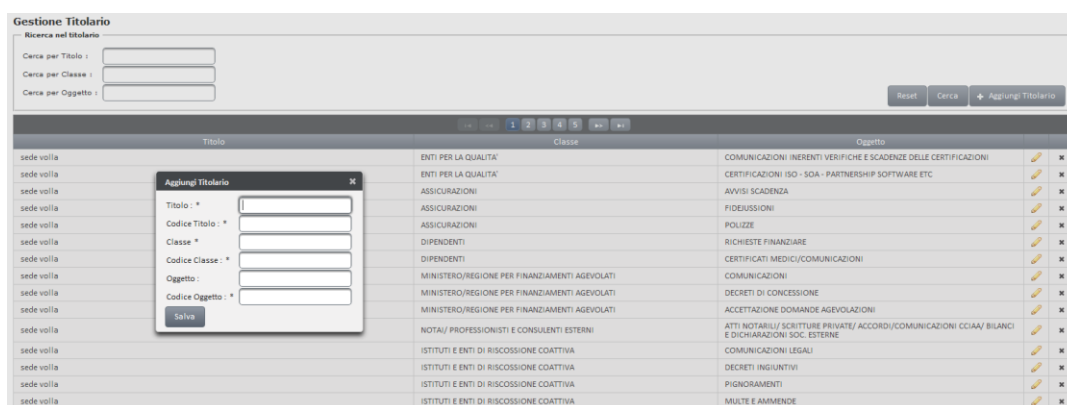 Gestione Titolario
Ricerca nel titolario
Cerca per Titolo :
Cerca per Classe :
Cerca per Oggetto :
Reset Cerca + Aggiungi Titolario
1 2 3 4 5
Titolo Classe Oggetto
sede volla ENTI PER LA QUALITA' COMUNICAZIONI INERENTI VERIFICHE E SCADENZE DELLE CERTIFICAZIONI
sede volla ENTI PER LA QUALITA' CERTIFICAZIONI ISO - SOA - PARTNERSHIP SOFTWARE ETC
sede volla ASSICURAZIONI AVVISI SCADENZA
sede volla ASSICURAZIONI FIDEJUSSIONI
sede volla ASSICURAZIONI POLIZZE
sede volla DIPENDENTI RICHIESTE FINANZIARE
sede volla DIPENDENTI CERTIFICATI MEDICI/COMUNICAZIONI
sede volla MINISTERO/REGIONE PER FINANZIAMENTI AGEVOLATI COMUNICAZIONI
sede volla MINISTERO/REGIONE PER FINANZIAMENTI AGEVOLATI DECRETI DI CONCESSIONE
sede volla MINISTERO/REGIONE PER FINANZIAMENTI AGEVOLATI ACCETTAZIONE DOMANDE AGEVOLAZIONI
sede volla NOTAI/ PROFESSIONISTI E CONSULENTI ESTERNI ATTI NOTARILI/ SCRITTURE PRIVATE/ ACCORDI/COMUNICAZIONI CCIAA/ BILANCI
E DICHIARAZIONI SOC. ESTERNE
sede volla ISTITUTI E ENTI DI RISCOSSIONE COATTIVA COMUNICAZIONI LEGALI
sede volla ISTITUTI E ENTI DI RISCOSSIONE COATTIVA DECRETI INGIUNTIVI
sede volla ISTITUTI E ENTI DI RISCOSSIONE COATTIVA PIGNORAMENTI
sede volla ISTITUTI E ENTI DI RISCOSSIONE COATTIVA MULTE E AMMENDE
Aggiungi Titolario
Titolo : *
Codice Titolo : *
Classe *
Codice Classe : *
Oggetto :
Codice Oggetto : *
Salva